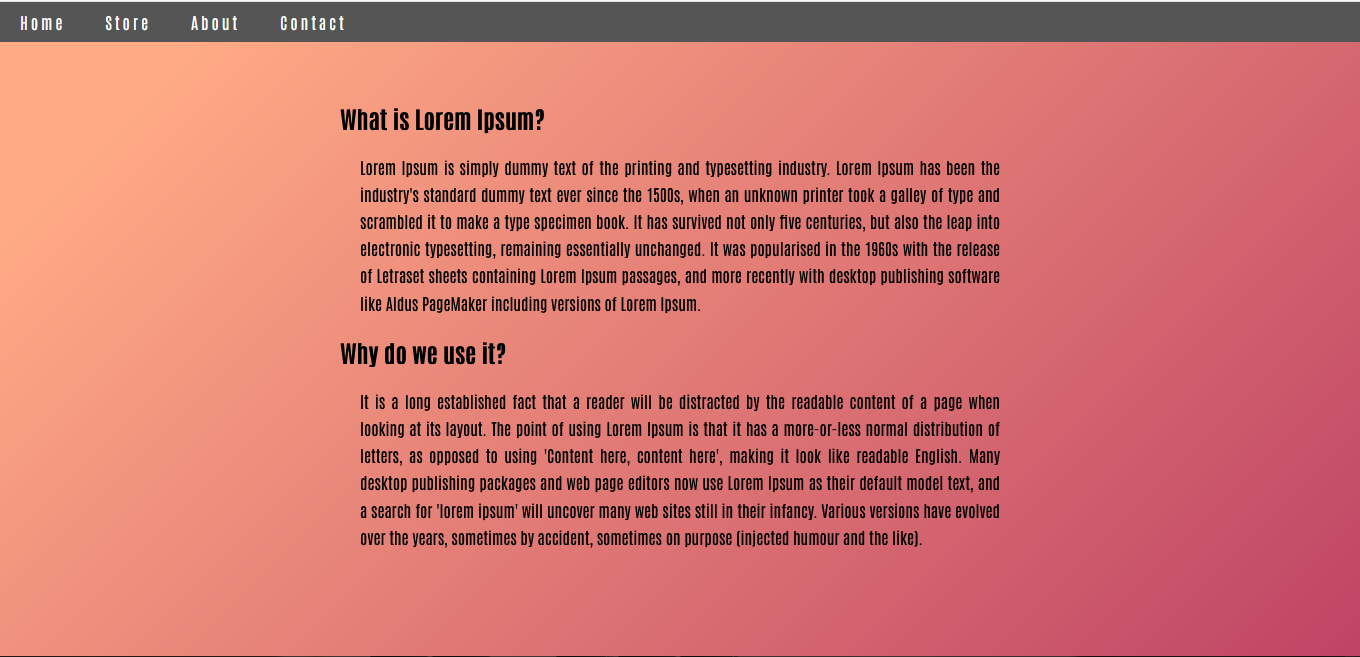 Home Store About Contact
What is Lorem Ipsum?
Lorem Ipsum is simply dummy text of the printing and typesetting industry. Lorem Ipsum has been the
industry's standard dummy text ever since the 1500s, when an unknown printer took a galley of type and
scrambled it to make a type specimen book. It has survived not only five centuries, but also the leap into
electronic typesetting, remaining essentially unchanged. It was popularised in the 1960s with the release
of Letraset sheets containing Lorem Ipsum passages, and more recently with desktop publishing software
like Aldus PageMaker including versions of Lorem Ipsum.
Why do we use it?
It is a long established fact that a reader will be distracted by the readable content of a page when
looking at its layout. The point of using Lorem Ipsum is that it has a more-or-less normal distribution of
letters, as opposed to using 'Content here, content here', making it look like readable English. Many
desktop publishing packages and web page editors now use Lorem Ipsum as their default model text, and
a search for 'lorem ipsum' will uncover many web sites still in their infancy. Various versions have evolved
over the years, sometimes by accident, sometimes on purpose (injected humour and the like).